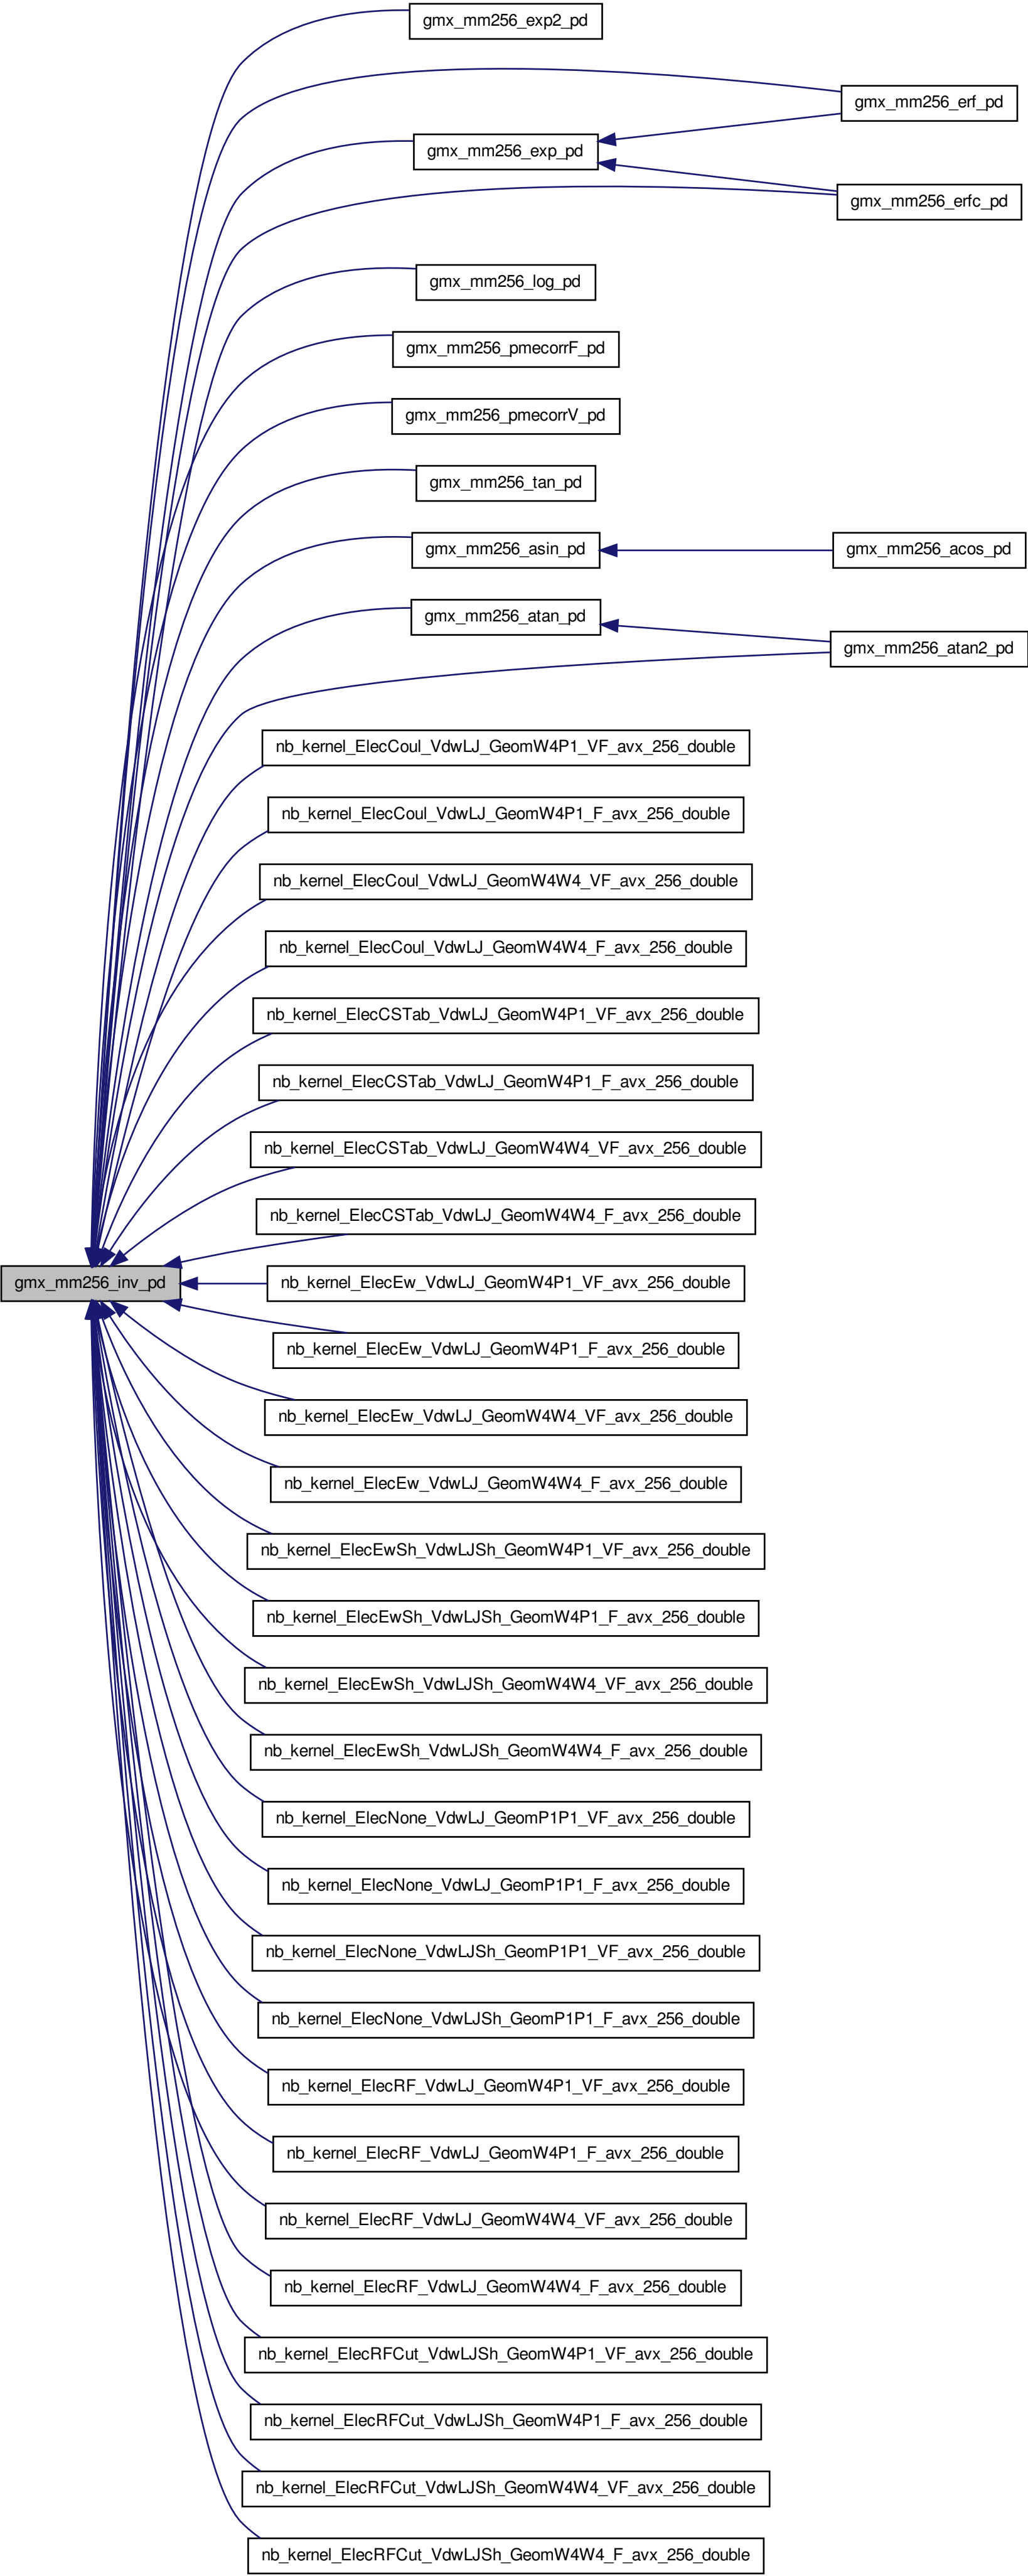 gmx_mm256_exp2_pd
gmx_mm256_erf_pd
gmx_mm256_exp_pd
gmx_mm256_erfc_pd
gmx_mm256_log_pd
gmx_mm256_pmecorrF_pd
gmx_mm256_pmecorrV_pd
gmx_mm256_tan_pd
gmx_mm256_asin_pd
gmx_mm256_acos_pd
gmx_mm256_atan_pd
gmx_mm256_atan2_pd
nb_kernel_ElecCoul_VdwLJ_GeomW4P1_VF_avx_256_double
nb_kernel_ElecCoul_VdwLJ_GeomW4P1_F_avx_256_double
nb_kernel_ElecCoul_VdwLJ_GeomW4W4_VF_avx_256_double
nb_kernel_ElecCoul_VdwLJ_GeomW4W4_F_avx_256_double
nb_kernel_ElecCSTab_VdwLJ_GeomW4P1_VF_avx_256_double
nb_kernel_ElecCSTab_VdwLJ_GeomW4P1_F_avx_256_double
nb_kernel_ElecCSTab_VdwLJ_GeomW4W4_VF_avx_256_double
nb_kernel_ElecCSTab_VdwLJ_GeomW4W4_F_avx_256_double
gmx_mm256_inv_pd
nb_kernel_ElecEw_VdwLJ_GeomW4P1_VF_avx_256_double
nb_kernel_ElecEw_VdwLJ_GeomW4P1_F_avx_256_double
nb_kernel_ElecEw_VdwLJ_GeomW4W4_VF_avx_256_double
nb_kernel_ElecEw_VdwLJ_GeomW4W4_F_avx_256_double
nb_kernel_ElecEwSh_VdwLJSh_GeomW4P1_VF_avx_256_double
nb_kernel_ElecEwSh_VdwLJSh_GeomW4P1_F_avx_256_double
nb_kernel_ElecEwSh_VdwLJSh_GeomW4W4_VF_avx_256_double
nb_kernel_ElecEwSh_VdwLJSh_GeomW4W4_F_avx_256_double
nb_kernel_ElecNone_VdwLJ_GeomP1P1_VF_avx_256_double
nb_kernel_ElecNone_VdwLJ_GeomP1P1_F_avx_256_double
nb_kernel_ElecNone_VdwLJSh_GeomP1P1_VF_avx_256_double
nb_kernel_ElecNone_VdwLJSh_GeomP1P1_F_avx_256_double
nb_kernel_ElecRF_VdwLJ_GeomW4P1_VF_avx_256_double
nb_kernel_ElecRF_VdwLJ_GeomW4P1_F_avx_256_double
nb_kernel_ElecRF_VdwLJ_GeomW4W4_VF_avx_256_double
nb_kernel_ElecRF_VdwLJ_GeomW4W4_F_avx_256_double
nb_kernel_ElecRFCut_VdwLJSh_GeomW4P1_VF_avx_256_double
nb_kernel_ElecRFCut_VdwLJSh_GeomW4P1_F_avx_256_double
nb_kernel_ElecRFCut_VdwLJSh_GeomW4W4_VF_avx_256_double
nb_kernel_ElecRFCut_VdwLJSh_GeomW4W4_F_avx_256_double